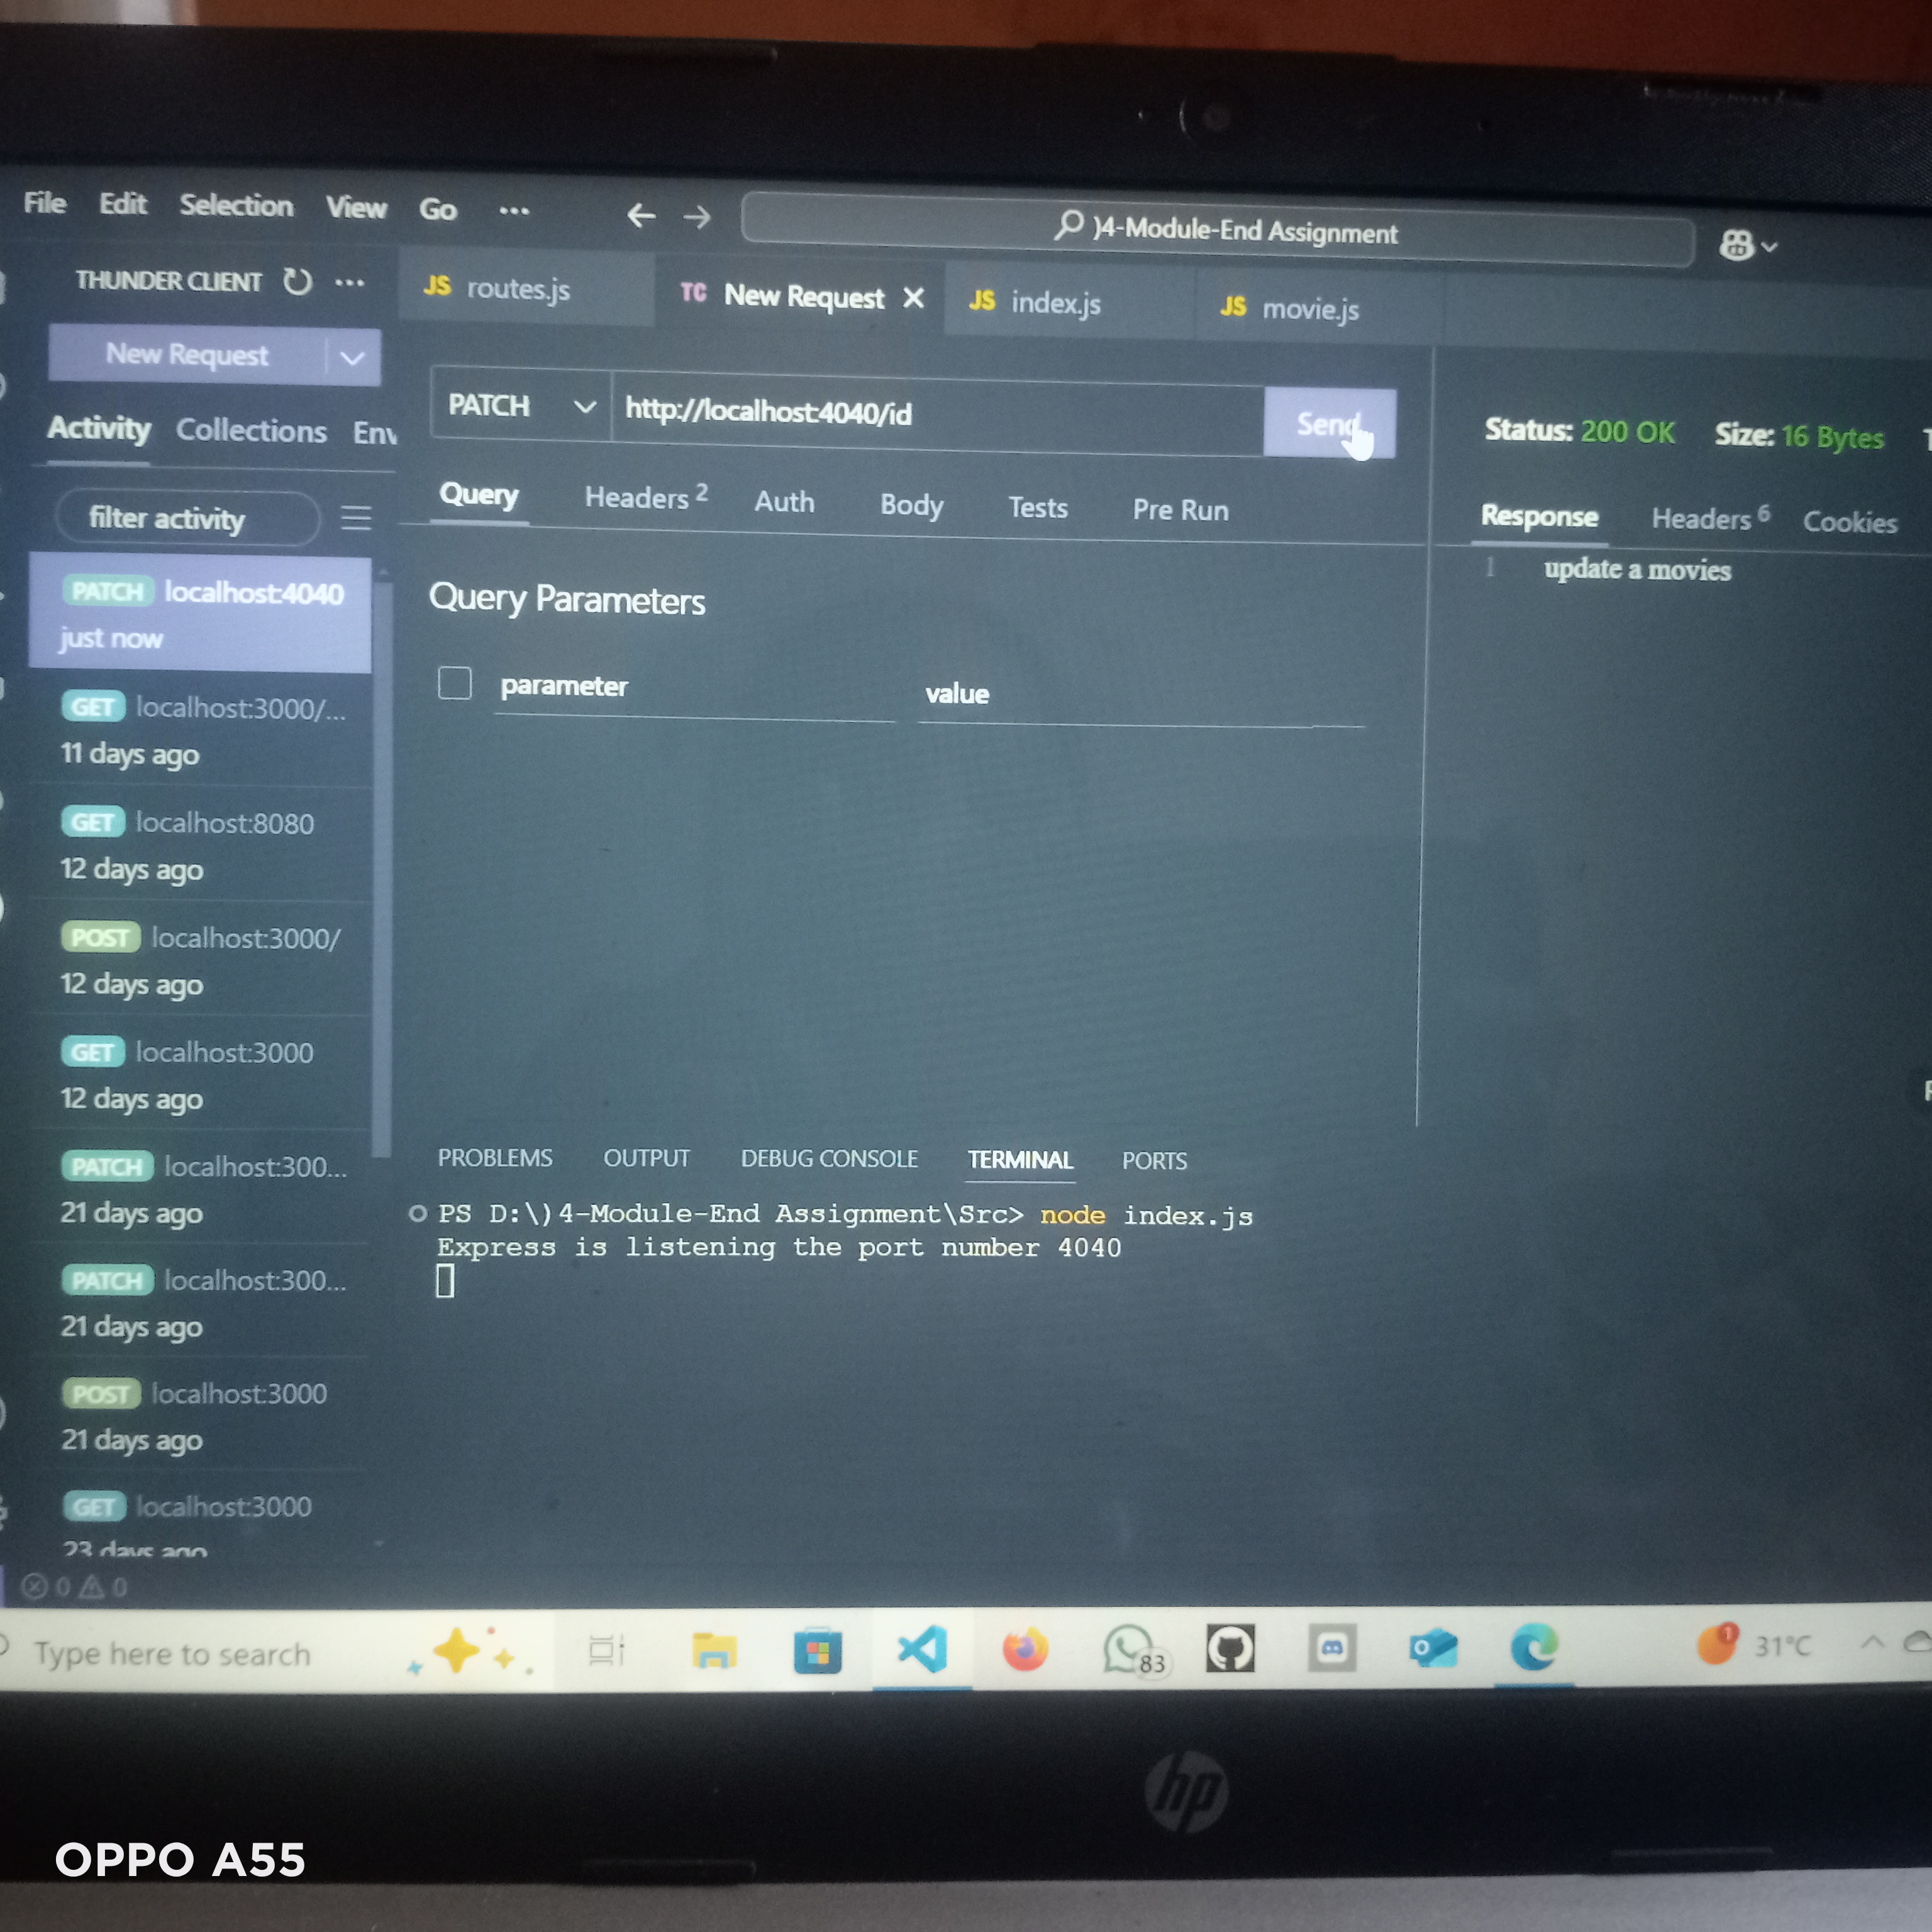 File Edit Selection View Go ...
)4-Module-End Assignment
THUNDER CLIENT ...
New Request
Activity Collections Env
filter activity
PATCH localhost:4040
just now
GET localhost:3000/...
11 days ago
GET localhost:8080
12 days ago
POST localhost:3000/
12 days ago
GET localhost:3000
12 days ago
PATCH localhost:300...
21 days ago
PATCH localhost:300...
21 days ago
POST localhost:3000
21 days ago
GET localhost:3000
23 days ago
JS routes.js
TC New Request
JS index.js
JS movie.js
PATCH http://localhost:4040/id Send
Query Headers 2 Auth Body Tests Pre Run
Query Parameters
parameter value
Status: 200 OK Size: 16 Bytes
Response Headers 6 Cookies
1 update a movies
PROBLEMS OUTPUT DEBUG CONSOLE TERMINAL PORTS
PS D:\)4-Module-End Assignment\Src> node index.js
Express is listening the port number 4040
0 0
Type here to search
83
1
31°C
hp
OPPO A55